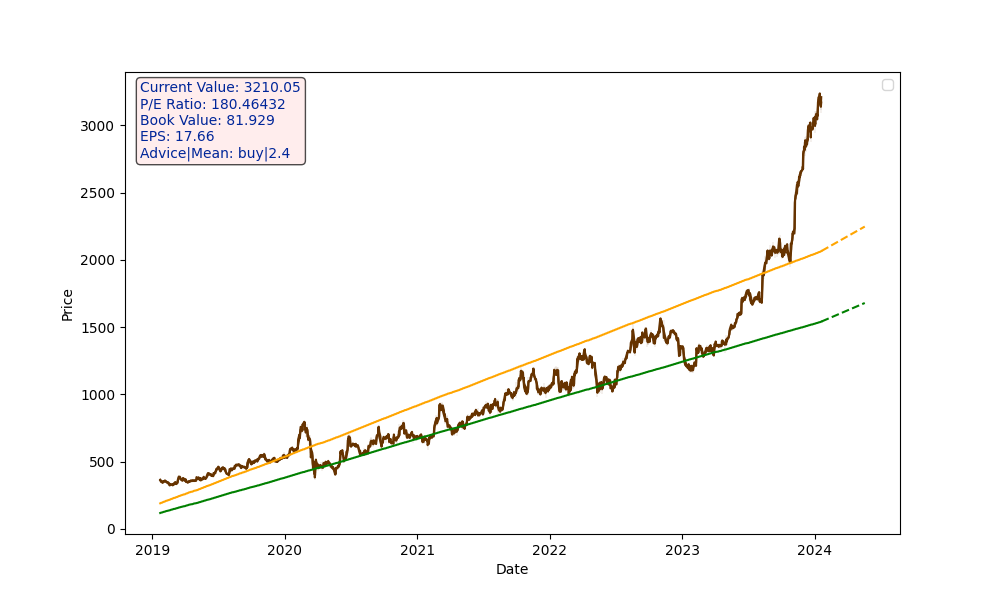 Current Value: 3210.05
P/E Ratio: 180.46432
Book Value: 81.929
EPS: 17.66
Advice|Mean: buy|2.4
3000
2500
2000
1500
1000
500
0
Price
2019 2020 2021 2022 2023 2024
Date